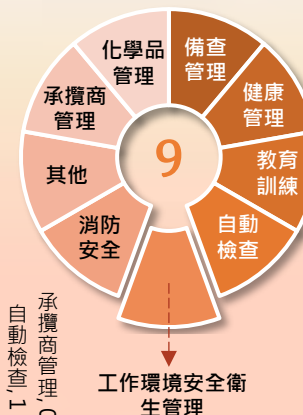 化學品
管理
備查
管理
健康
管理
教育
訓練
自動
檢查
工作環境安全衛
生管理
消防
安全
其他
承攬商
管理
9
承攬商管理,0
自動檢查,1